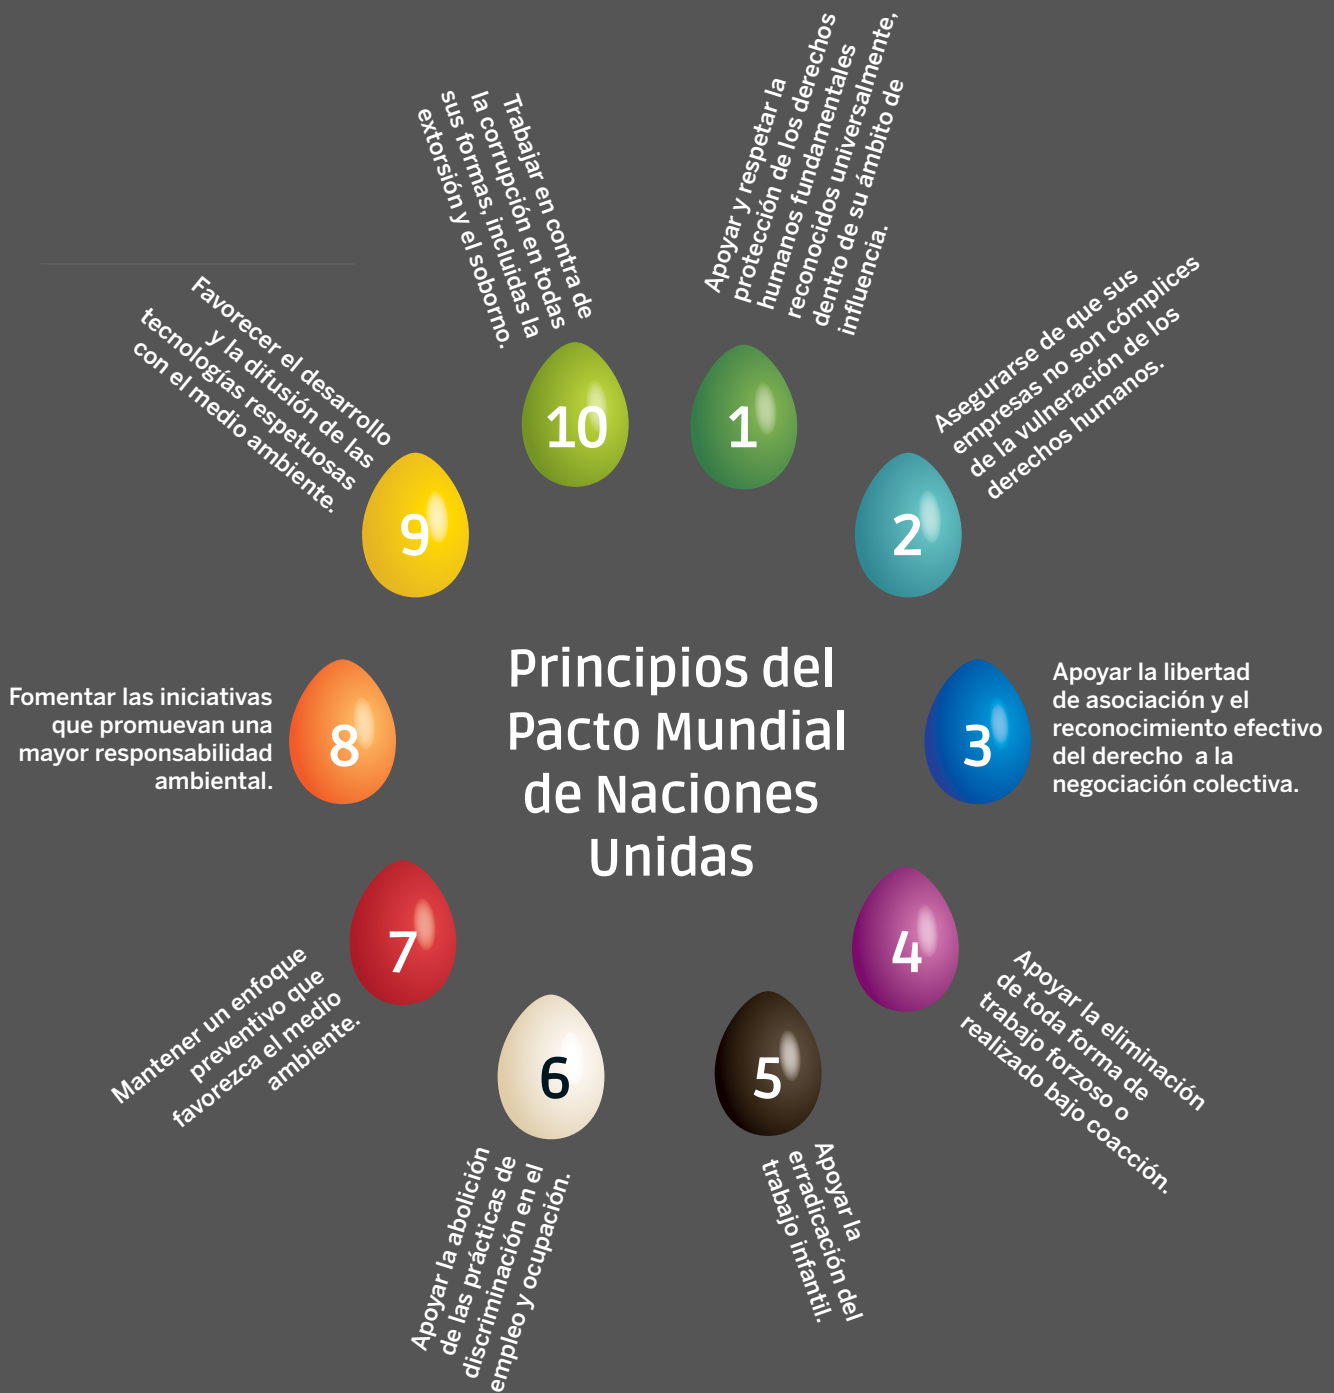 Principios del
Pacto Mundial
de Naciones
Unidas
1
Apoyar y respetar la
protección de los derechos
humanos fundamentales
reconocidos universalmente,
dentro de su ámbito de
influencia.
2
Asegurarse de que sus
empresas no son cómplices
de la vulneración de los
derechos humanos.
3
Apoyar la libertad
de asociación y el
reconocimiento efectivo
del derecho a la
negociación colectiva.
4
Apoyar la eliminación
de toda forma de
trabajo forzoso o
realizado bajo coacción.
5
Apoyar la
erradicación del
trabajo infantil.
6
Apoyar la abolición
de las prácticas de
discriminación en el
empleo y ocupación.
7
Mantener un enfoque
preventivo que
favorezca el medio
ambiente.
8
Fomentar las iniciativas
que promuevan una
mayor responsabilidad
ambiental.
9
Favorecer el desarrollo
y la difusión de las
tecnologías respetuosas
con el medio ambiente.
10
Trabajar en contra de
la corrupción en todas
sus formas, incluidas la
extorsión y el soborno.